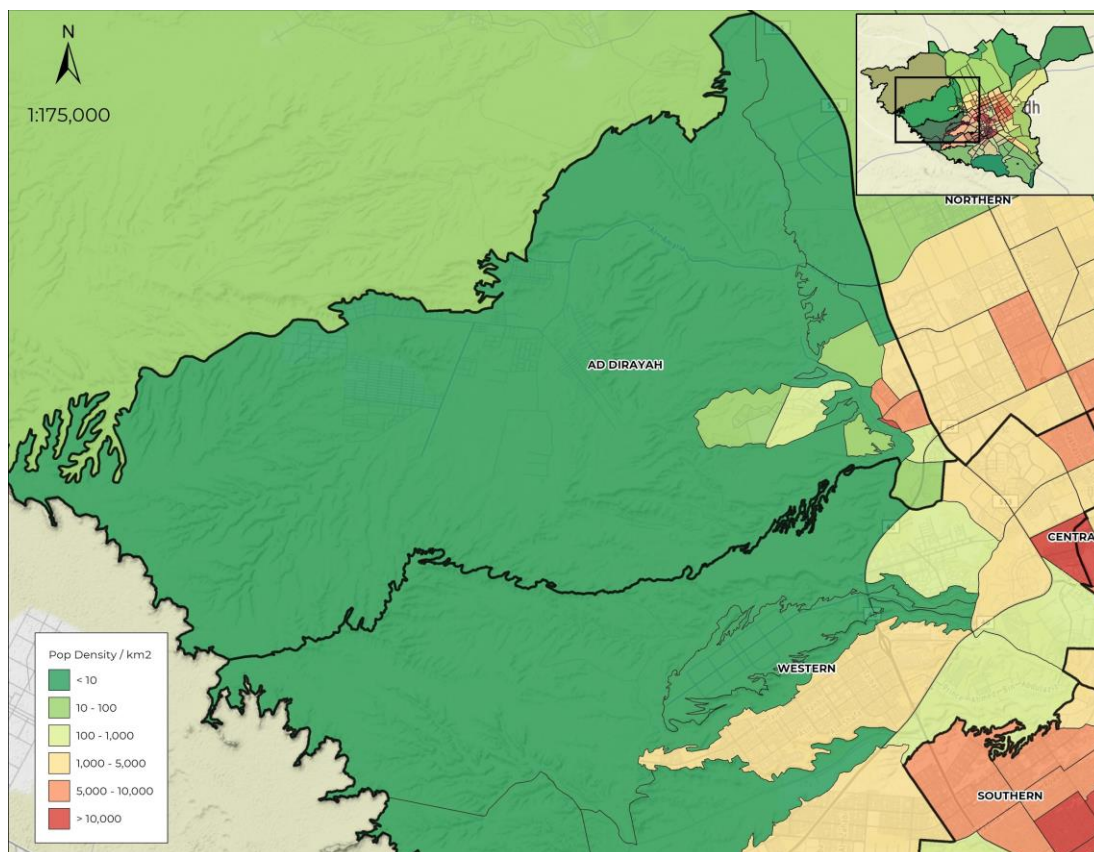 N
1:175,000
dh
NORTHERN
AD DIRAYAH
CENTRA
WESTERN
SOUTHERN
Pop Density / km2
< 10
10 - 100
100 - 1,000
1,000 - 5,000
5,000 - 10,000
> 10,000